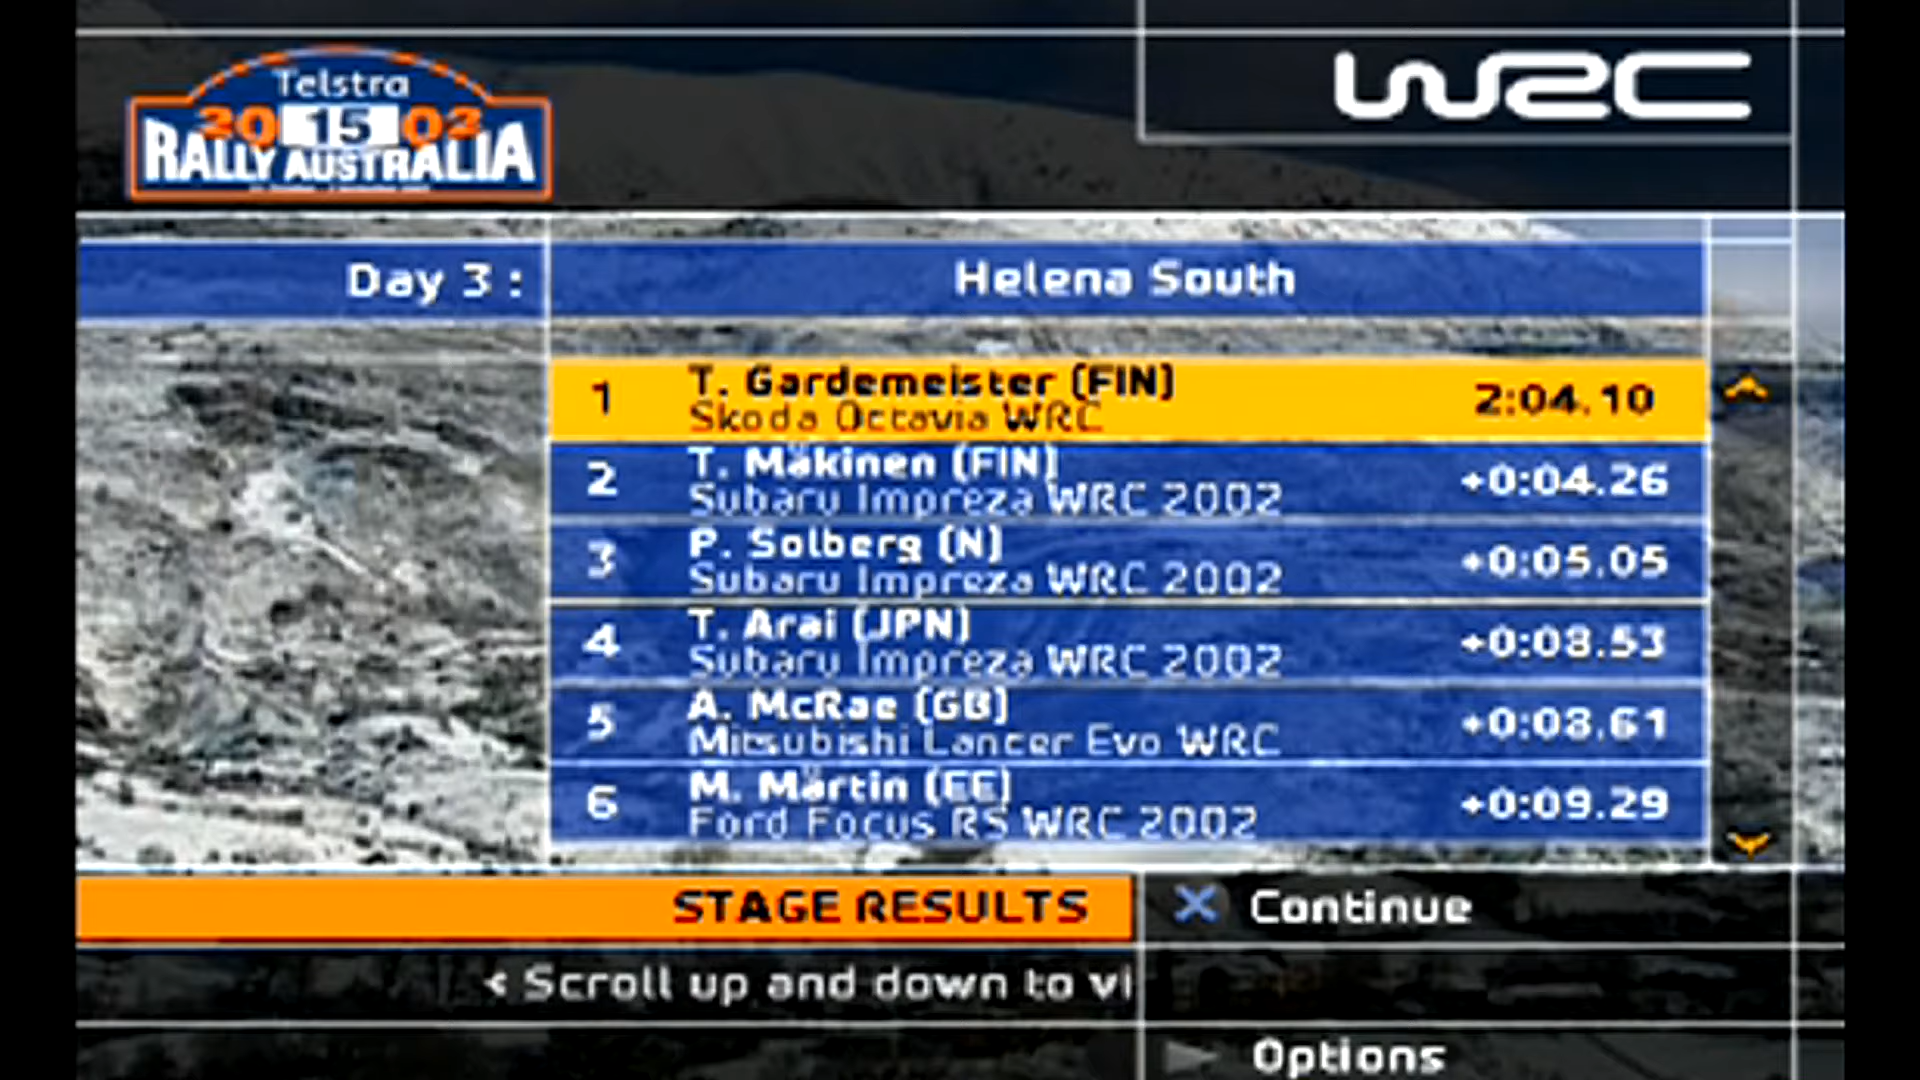 Telstra
20 15 02
RALLY AUSTRALIA
WRC
Day 3 :
Helena South
1
T. Gardemeister (FIN)
Skoda Octavia WRC
2:04.10
2
T. Mäkinen (FIN)
Subaru Impreza WRC 2002
+0:04.26
3
P. Solberg (N)
Subaru Impreza WRC 2002
+0:05.05
4
T. Arai (JPN)
Subaru Impreza WRC 2002
+0:08.53
5
A. McRae (GB)
Mitsubishi Lancer Evo WRC
+0:08.61
6
M. Märtin (EE)
Ford Focus RS WRC 2002
+0:09.29
STAGE RESULTS
X Continue
< Scroll up and down to vi
Options